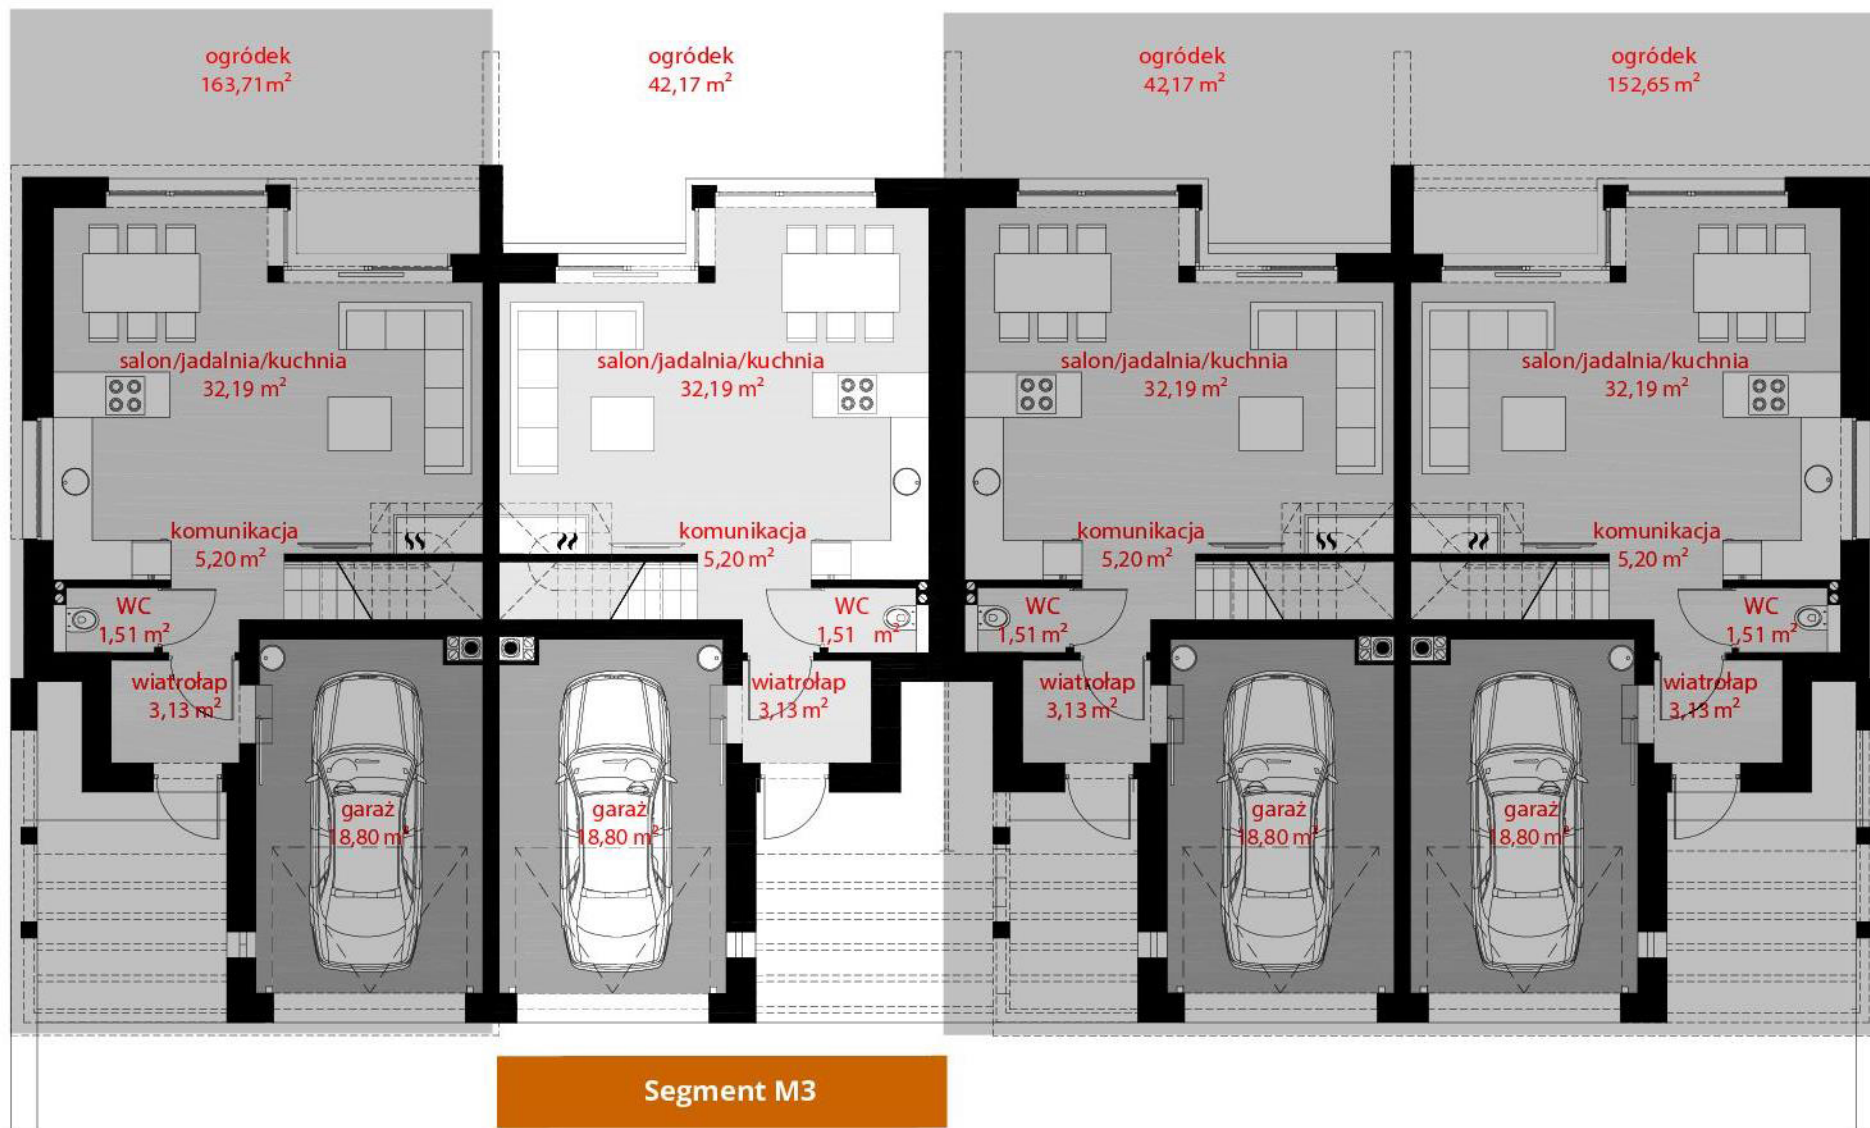 ogródek
163,71 m²
ogródek
42,17 m²
ogródek
42,17 m²
ogródek
152,65 m²
salon/jadalnia/kuchnia
32,19 m²
salon/jadalnia/kuchnia
32,19 m²
salon/jadalnia/kuchnia
32,19 m²
salon/jadalnia/kuchnia
32,19 m²
komunikacja
5,20 m²
komunikacja
5,20 m²
komunikacja
5,20 m²
komunikacja
5,20 m²
WC
1,51 m²
WC
1,51 m²
WC
1,51 m²
WC
1,51 m²
wiatrołap
3,13 m²
wiatrołap
3,13 m²
wiatrołap
3,13 m²
wiatrołap
3,13 m²
garaż
18,80 m²
garaż
18,80 m²
garaż
18,80 m²
garaż
18,80 m²
Segment M3